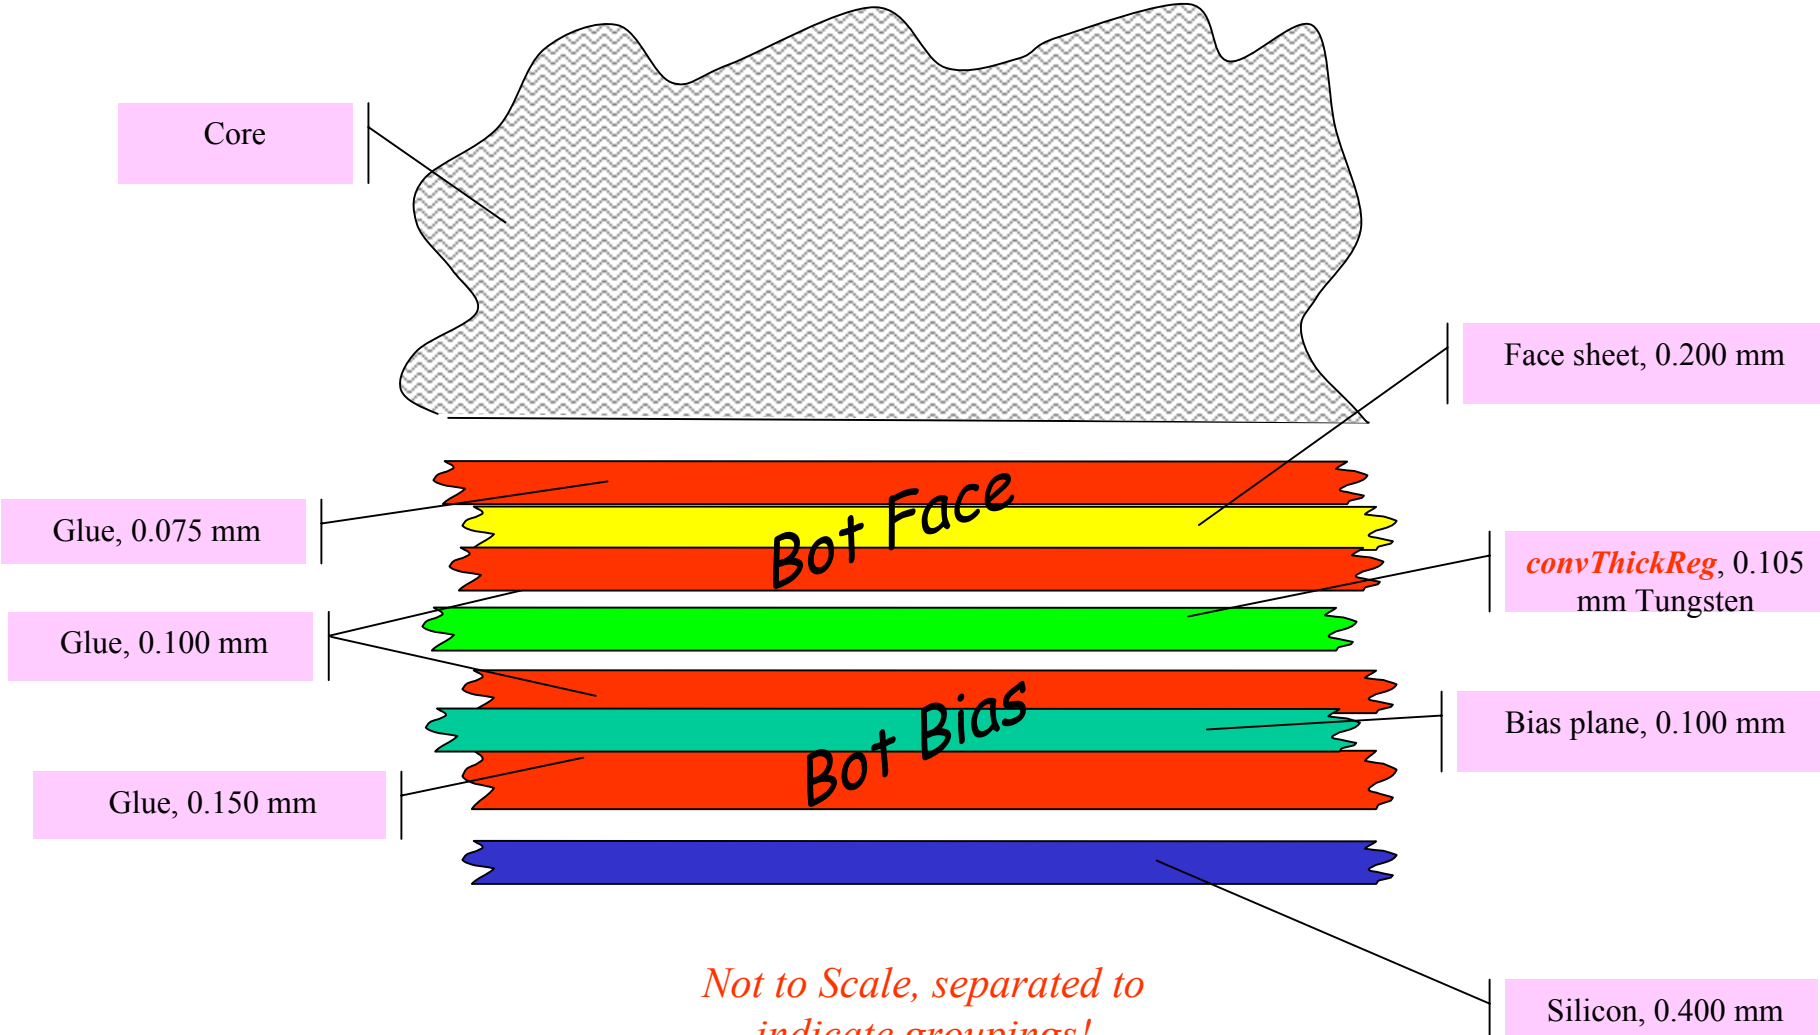 Core
Face sheet, 0.200 mm
Bot Face
Glue, 0.075 mm
convThickReg, 0.105
mm Tungsten
Glue, 0.100 mm
Bot Bias
Bias plane, 0.100 mm
Glue, 0.150 mm
Not to Scale, separated to
indicate groupings!
Silicon, 0.400 mm